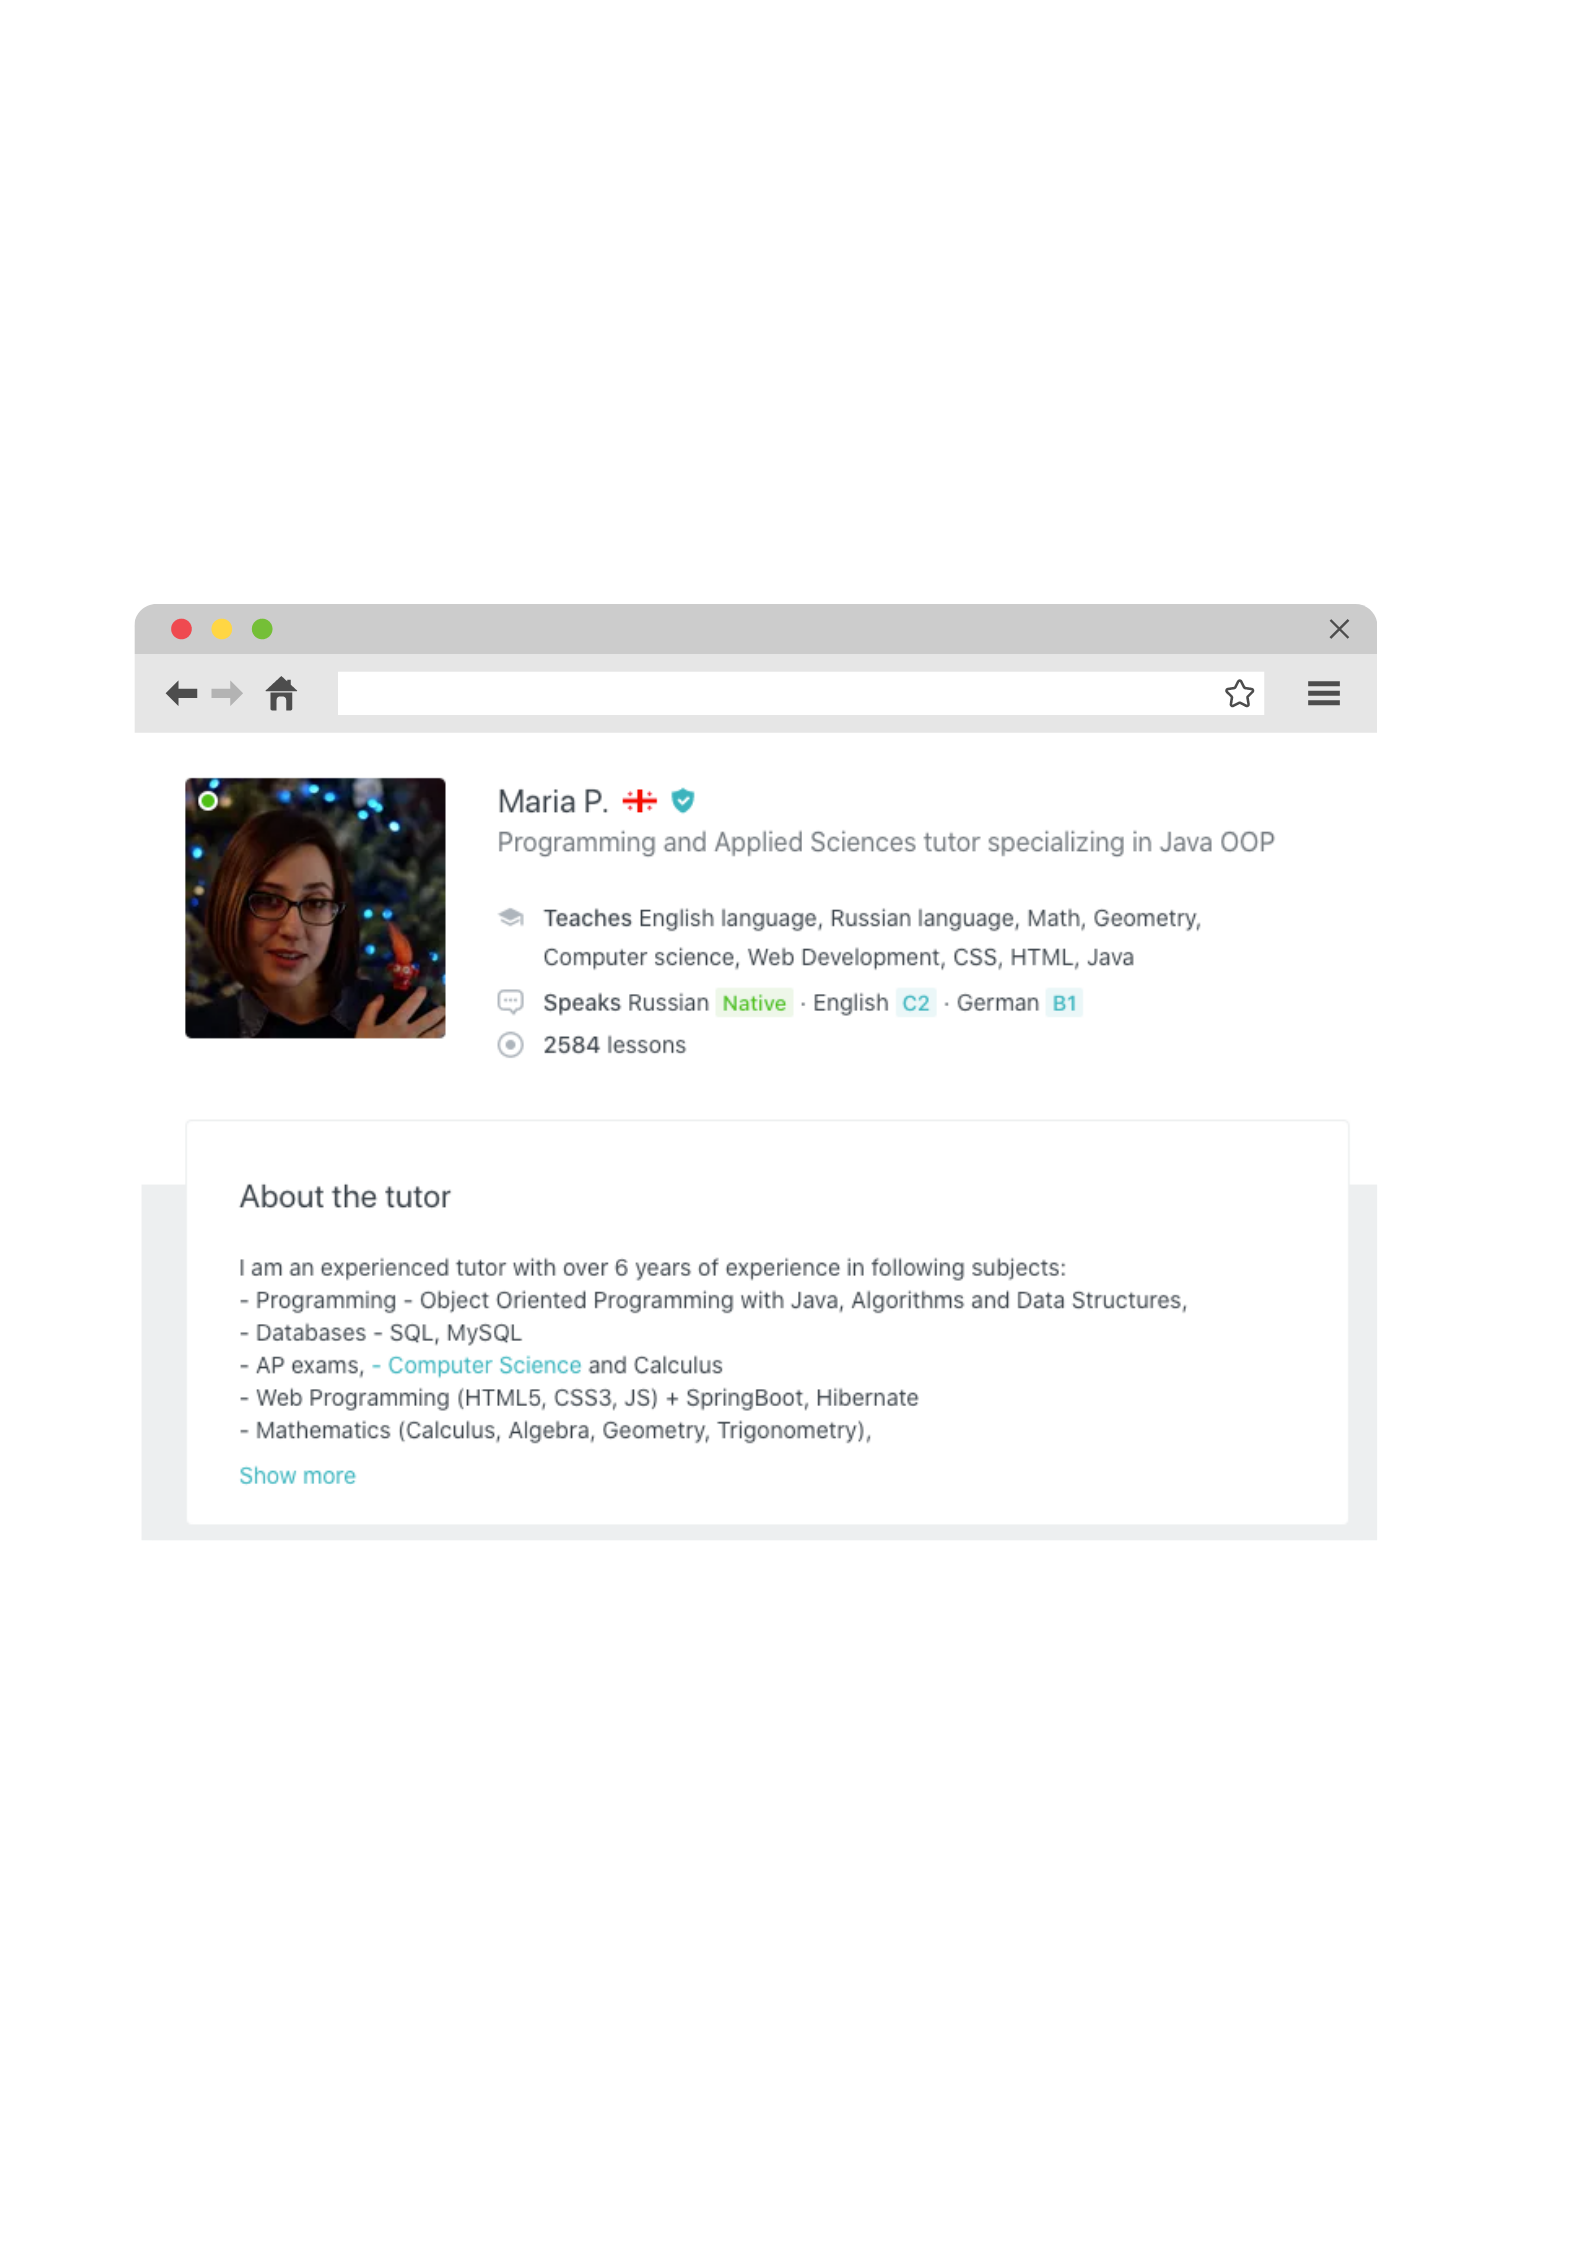 Maria P.
Programming and Applied Sciences tutor specializing in Java OOP
Teaches English language, Russian language, Math, Geometry,
Computer science, Web Development, CSS, HTML, Java
Speaks Russian Native · English C2 · German B1
2584 lessons
About the tutor
I am an experienced tutor with over 6 years of experience in following subjects:
- Programming - Object Oriented Programming with Java, Algorithms and Data Structures,
- Databases - SQL, MySQL
- AP exams, - Computer Science and Calculus
- Web Programming (HTML5, CSS3, JS) + SpringBoot, Hibernate
- Mathematics (Calculus, Algebra, Geometry, Trigonometry),
Show more